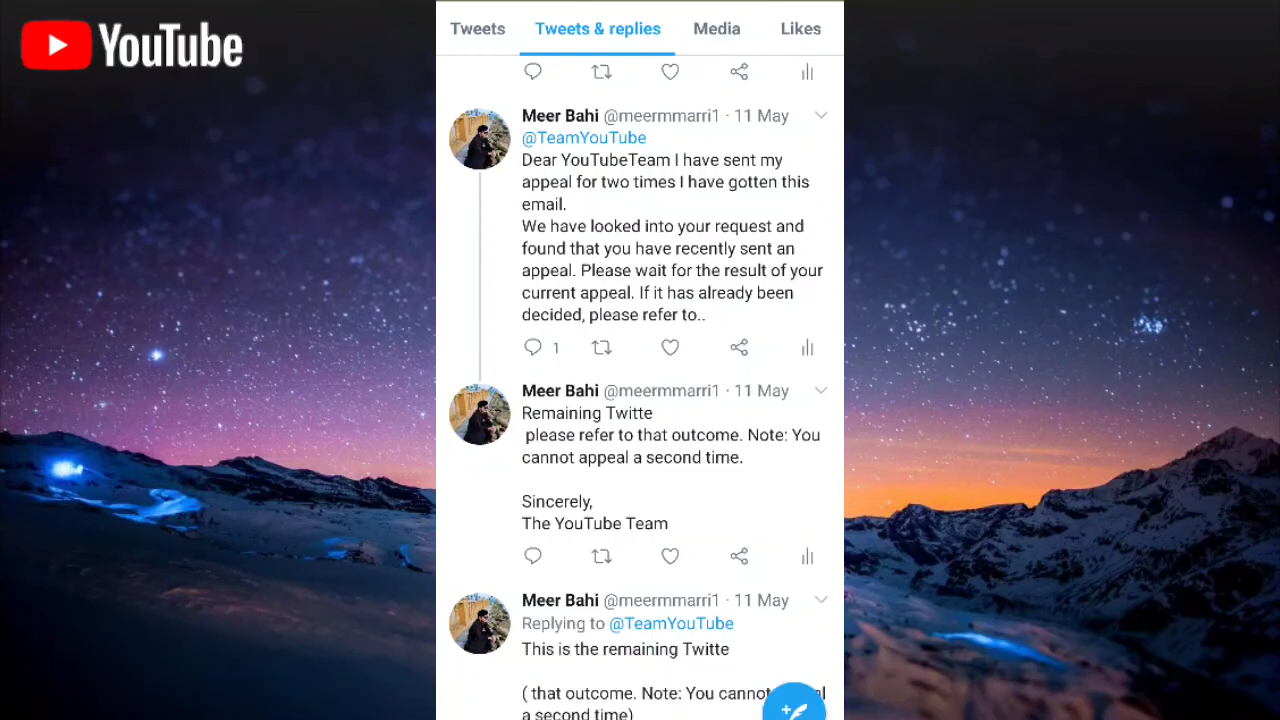 YouTube
Tweets Tweets & replies Media Likes
Meer Bahi @meermmarri1 · 11 May
@TeamYouTube
Dear YouTubeTeam I have sent my
appeal for two times I have gotten this
email.
We have looked into your request and
found that you have recently sent an
appeal. Please wait for the result of your
current appeal. If it has already been
decided, please refer to..
1
Meer Bahi @meermmarri1 · 11 May
Remaining Twitte
please refer to that outcome. Note: You
cannot appeal a second time.
Sincerely,
The YouTube Team
Meer Bahi @meermmarri1 · 11 May
Replying to @TeamYouTube
This is the remaining Twitte
( that outcome. Note: You cannot
a second time)